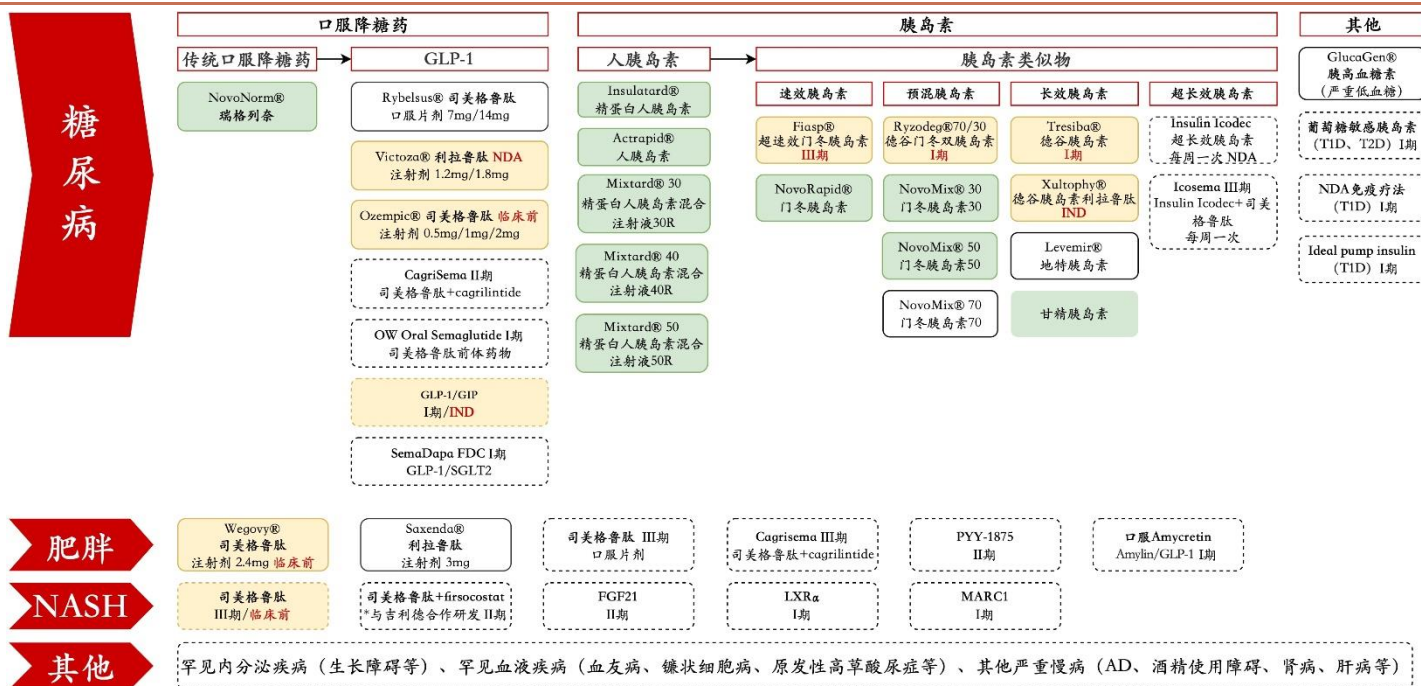 糖尿病
口服降糖药
传统口服降糖药
GLP-1
NovoNorm®
瑞格列奈
Rybelsus® 司美格鲁肽
口服片剂 7mg/14mg
Victoza® 利拉鲁肽 NDA
注射剂 1.2mg/1.8mg
Ozempic® 司美格鲁肽 临床前
注射剂 0.5mg/1mg/2mg
CagriSema II期
司美格鲁肽+cagrilintide
OW Oral Semaglutide I期
司美格鲁肽前体药物
GLP-1/GIP
I期/IND
SemaDapa FDC I期
GLP-1/SGLT2
胰岛素
人胰岛素
胰岛素类似物
Insulatard®
精蛋白人胰岛素
Actrapid®
人胰岛素
Mixtard® 30
精蛋白人胰岛素混合
注射液30R
Mixtard® 40
精蛋白人胰岛素混合
注射液40R
Mixtard® 50
精蛋白人胰岛素混合
注射液50R
速效胰岛素
Fiasp®
超速效门冬胰岛素
III期
NovoRapid®
门冬胰岛素
预混胰岛素
Ryzodeg®70/30
德谷门冬双胰岛素
I期
NovoMix® 30
门冬胰岛素30
NovoMix® 50
门冬胰岛素50
NovoMix® 70
门冬胰岛素70
长效胰岛素
Tresiba®
德谷胰岛素
I期
Xultophy®
德谷胰岛素利拉鲁肽
IND
Levemir®
地特胰岛素
甘精胰岛素
超长效胰岛素
Insulin Icodec
超长效胰岛素
每周一次 NDA
Icosema III期
Insulin Icodec+司美
格鲁肽
每周一次
其他
GlucaGen®
胰高血糖素
(严重低血糖)
葡萄糖敏感胰岛素
(T1D、T2D) I期
NDA免疫疗法
(T1D) I期
Ideal pump insulin
(T1D) I期
肥胖
Wegovy®
司美格鲁肽
注射剂 2.4mg 临床前
Saxenda®
利拉鲁肽
注射剂 3mg
司美格鲁肽 III期
口服片剂
Cagrisema III期
司美格鲁肽+cagrilintide
PYY-1875
II期
口服Amycretin
Amylin/GLP-1 I期
NASH
司美格鲁肽
III期/临床前
司美格鲁肽+firsocostat
*与吉利德合作研发 II期
FGF21
II期
LXRα
I期
MARC1
I期
其他
罕见内分泌疾病（生长障碍等）、罕见血液疾病（血友病、镰状细胞病、原发性高草酸尿症等）、其他严重慢病（AD、酒精使用障碍、肾病、肝病等）